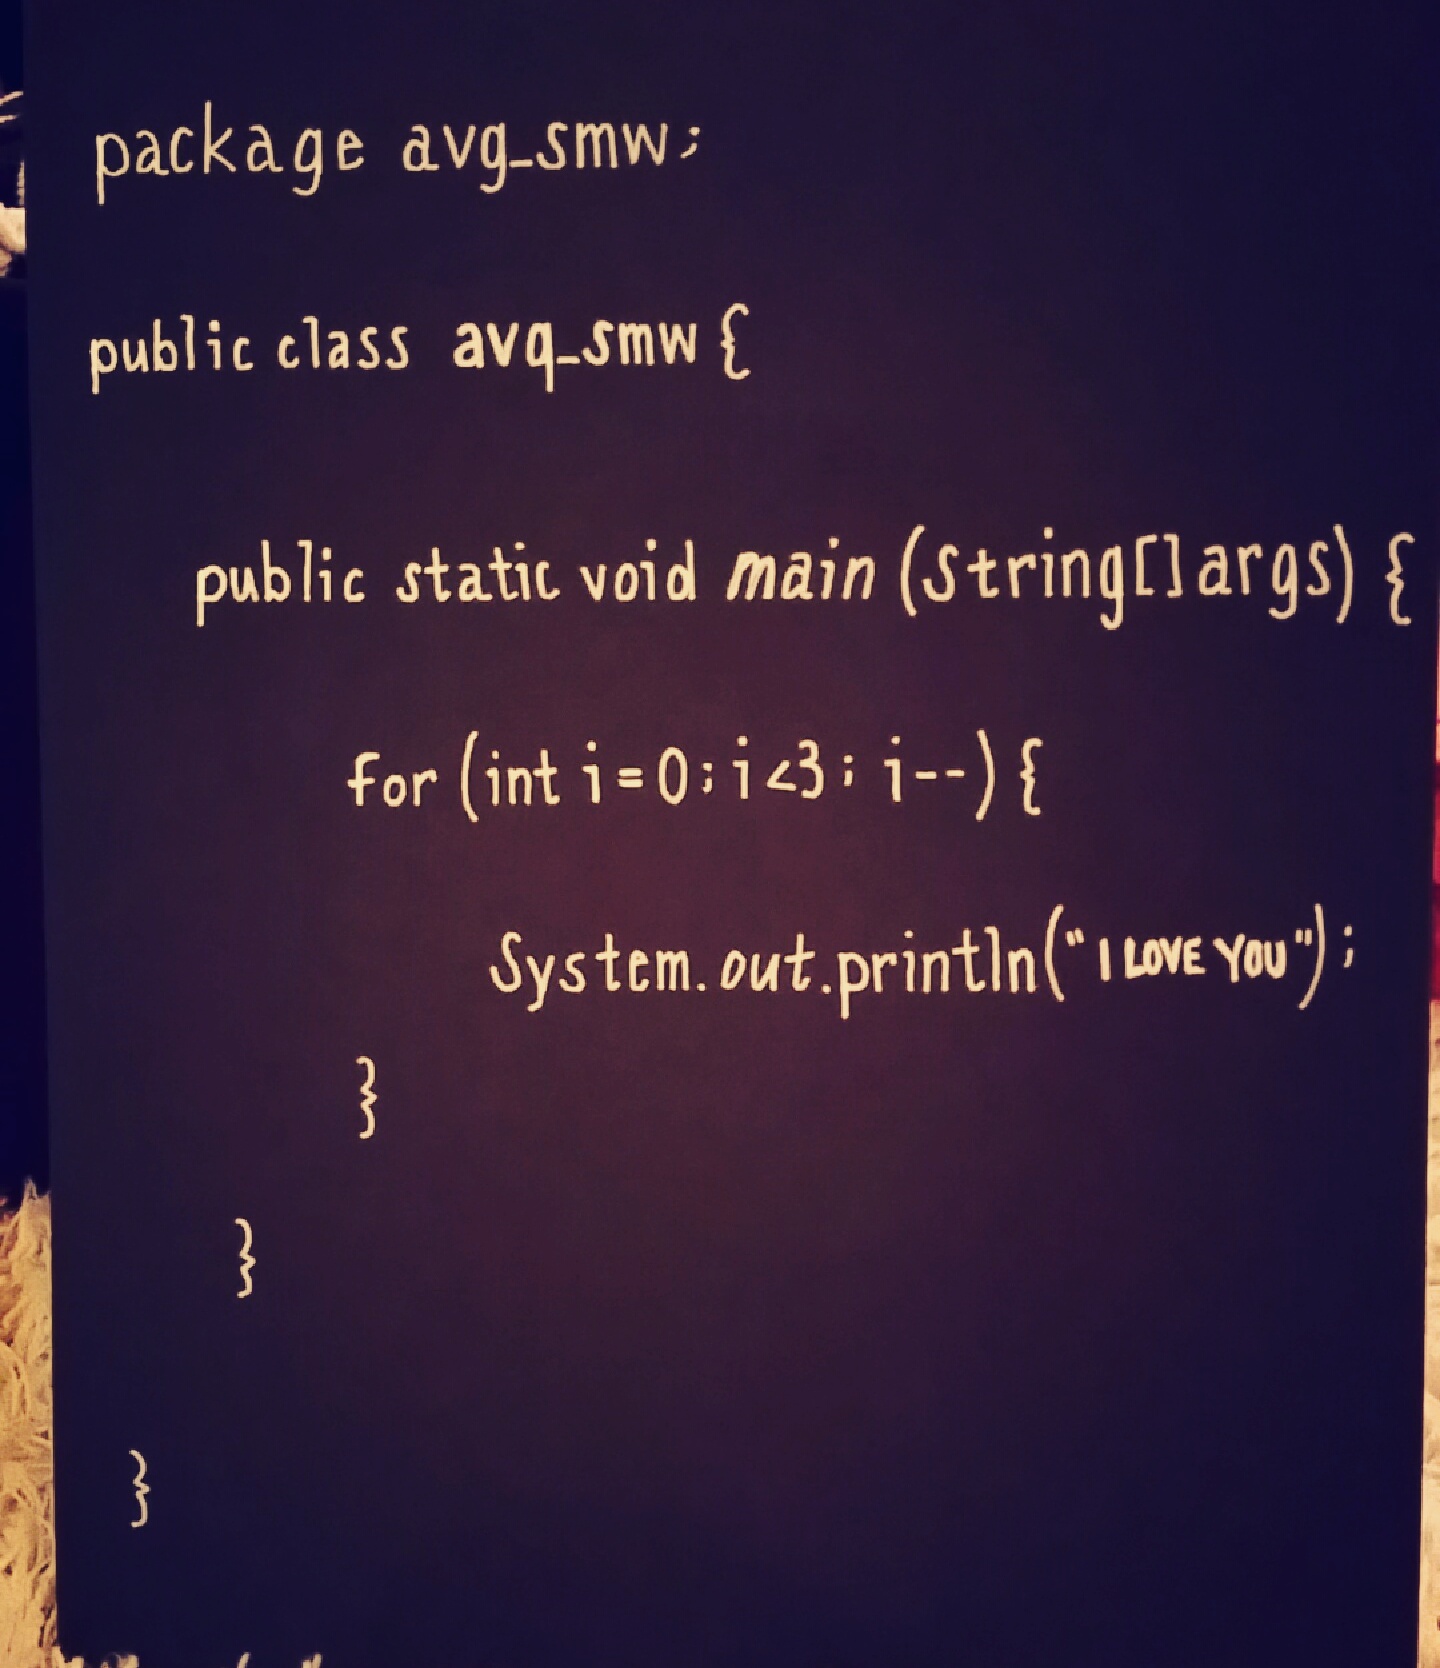 package avg_smw;
public class avq_smw {
public static void main (String[] args) {
for (int i = 0 ; i < 3 ; i--) {
System.out.println(" I LOVE YOU ");
}
}
}